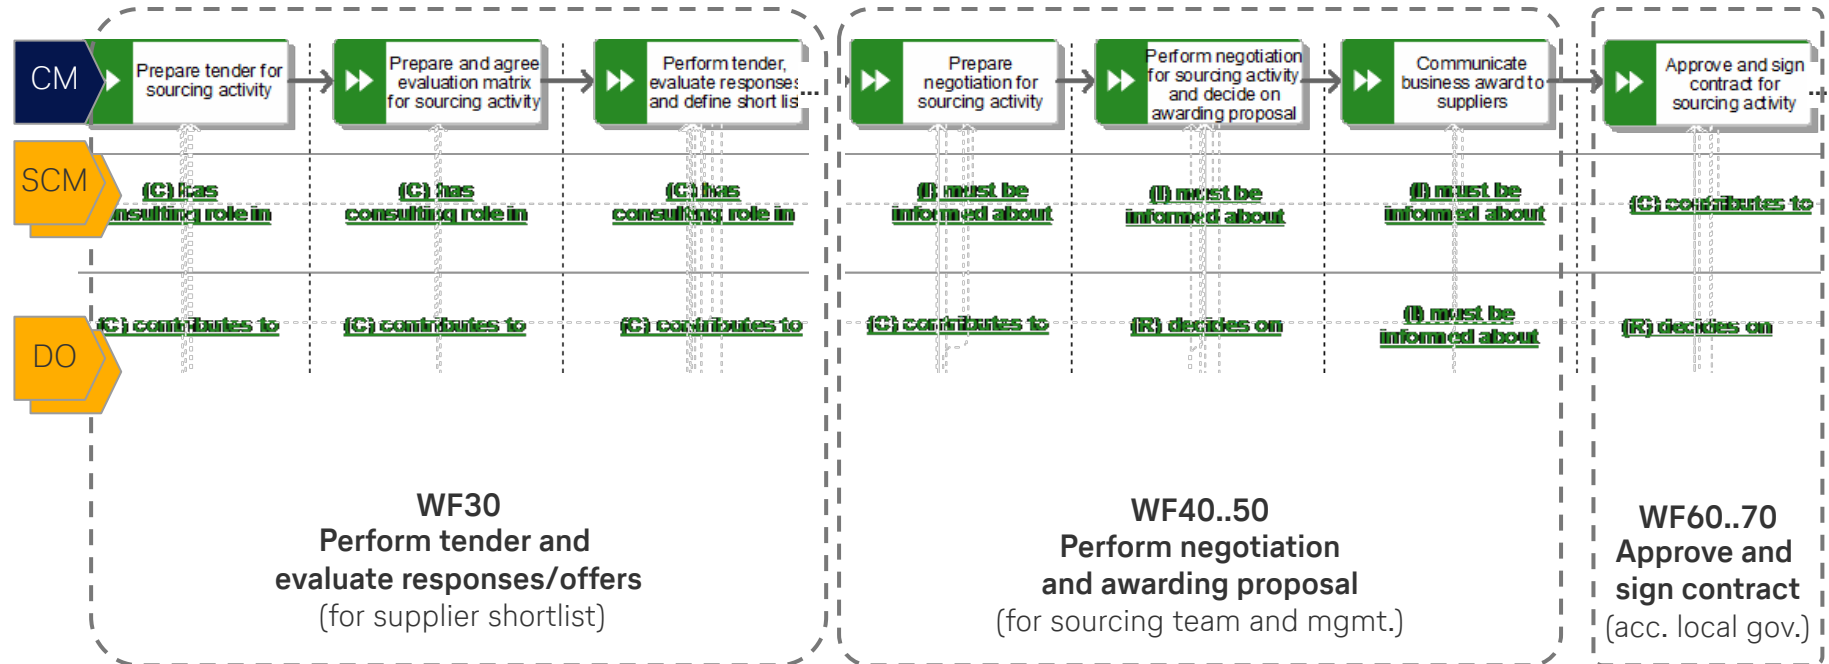 CM
Prepare tender for
sourcing activity
Prepare and agree
evaluation matrix
for sourcing activity
Perform tender,
evaluate responses
and define short list
...
Prepare
negotiation for
sourcing activity
Perform negotiation
for sourcing activity
and decide on
awarding proposal
Communicate
business award to
suppliers
Approve and sign
contract for
sourcing activity
...
SCM
(C) has
consulting role in
(C) has
consulting role in
(C) has
consulting role in
(I) must be
informed about
(I) must be
informed about
(I) must be
informed about
(C) contributes to
DO
(C) contributes to
(C) contributes to
(C) contributes to
(C) contributes to
(R) decides on
(I) must be
informed about
(R) decides on
WF30
Perform tender and
evaluate responses/offers
(for supplier shortlist)
WF40..50
Perform negotiation
and awarding proposal
(for sourcing team and mgmt.)
WF60..70
Approve and
sign contract
(acc. local gov.)